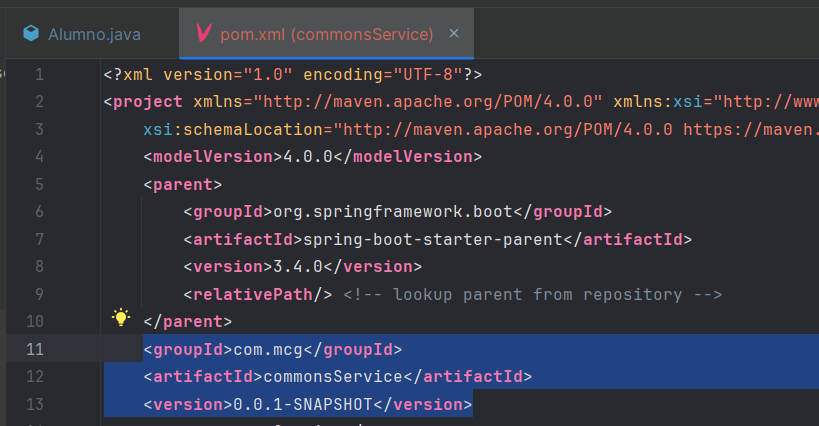 Alumno.java
pom.xml (commonsService)
1 <?xml version="1.0" encoding="UTF-8"?>
2 <project xmlns="http://maven.apache.org/POM/4.0.0" xmlns:xsi="http://www
3 xsi:schemaLocation="http://maven.apache.org/POM/4.0.0 https://maven.
4 <modelVersion>4.0.0</modelVersion>
5 <parent>
6 <groupId>org.springframework.boot</groupId>
7 <artifactId>spring-boot-starter-parent</artifactId>
8 <version>3.4.0</version>
9 <relativePath/> <!-- lookup parent from repository -->
10 </parent>
11 <groupId>com.mcg</groupId>
12 <artifactId>commonsService</artifactId>
13 <version>0.0.1-SNAPSHOT</version>